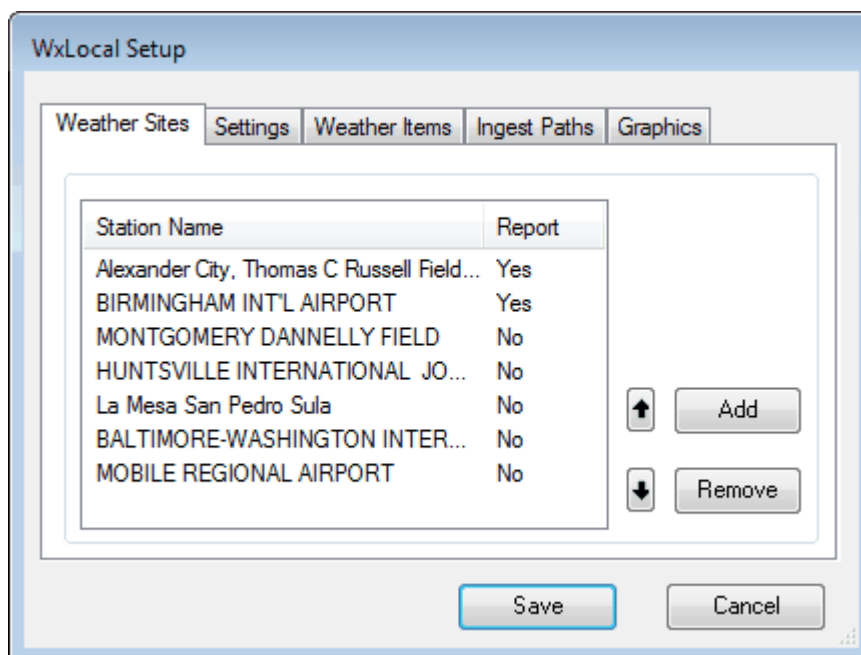 WxLocal Setup
Weather Sites Settings Weather Items Ingest Paths Graphics
Station Name Report
Alexander City, Thomas C Russell Field... Yes
BIRMINGHAM INT'L AIRPORT Yes
MONTGOMERY DANNELLY FIELD No
HUNTSVILLE INTERNATIONAL JO... No
La Mesa San Pedro Sula No
BALTIMORE-WASHINGTON INTER... No
MOBILE REGIONAL AIRPORT No
Add
Remove
Save Cancel